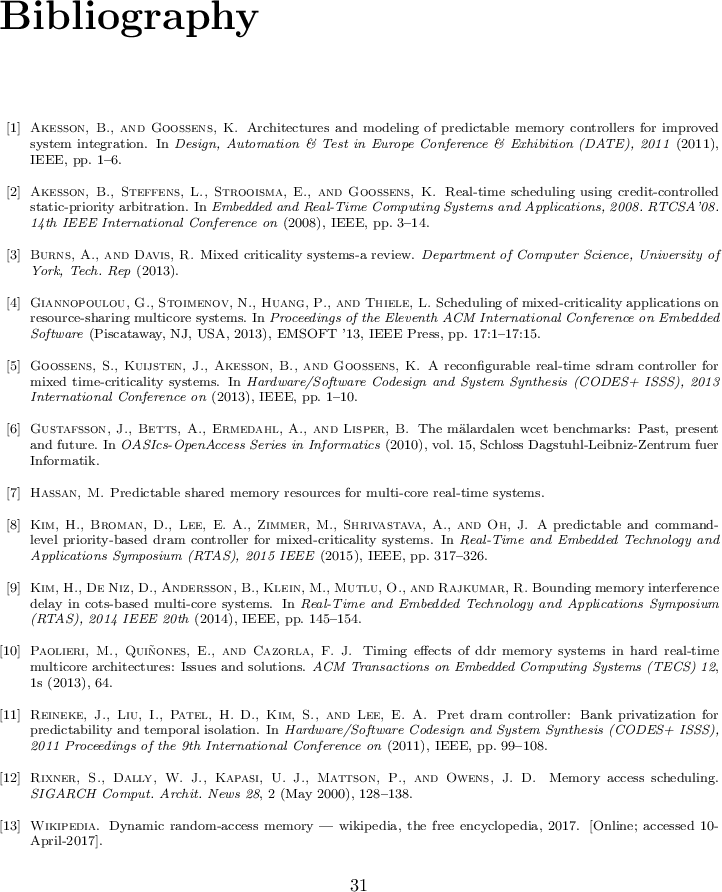 Bibliography
[1] Akesson, B., and Goossens, K. Architectures and modeling of predictable memory controllers for improved
system integration. In Design, Automation & Test in Europe Conference & Exhibition (DATE), 2011 (2011),
IEEE, pp. 1–6.
[2] Akesson, B., Steffens, L., Strooisma, E., and Goossens, K. Real-time scheduling using credit-controlled
static-priority arbitration. In Embedded and Real-Time Computing Systems and Applications, 2008. RTCSA'08.
14th IEEE International Conference on (2008), IEEE, pp. 3–14.
[3] Burns, A., and Davis, R. Mixed criticality systems-a review. Department of Computer Science, University of
York, Tech. Rep (2013).
[4] Giannopoulou, G., Stoimenov, N., Huang, P., and Thiele, L. Scheduling of mixed-criticality applications on
resource-sharing multicore systems. In Proceedings of the Eleventh ACM International Conference on Embedded
Software (Piscataway, NJ, USA, 2013), EMSOFT '13, IEEE Press, pp. 17:1–17:15.
[5] Goossens, S., Kuijsten, J., Akesson, B., and Goossens, K. A reconfigurable real-time sdram controller for
mixed time-criticality systems. In Hardware/Software Codesign and System Synthesis (CODES+ ISSS), 2013
International Conference on (2013), IEEE, pp. 1–10.
[6] Gustafsson, J., Betts, A., Ermedahl, A., and Lisper, B. The mälardalen wcet benchmarks: Past, present
and future. In OASIcs-OpenAccess Series in Informatics (2010), vol. 15, Schloss Dagstuhl-Leibniz-Zentrum fuer
Informatik.
[7] Hassan, M. Predictable shared memory resources for multi-core real-time systems.
[8] Kim, H., Broman, D., Lee, E. A., Zimmer, M., Shrivastava, A., and Oh, J. A predictable and command-
level priority-based dram controller for mixed-criticality systems. In Real-Time and Embedded Technology and
Applications Symposium (RTAS), 2015 IEEE (2015), IEEE, pp. 317–326.
[9] Kim, H., De Niz, D., Andersson, B., Klein, M., Mutlu, O., and Rajkumar, R. Bounding memory interference
delay in cots-based multi-core systems. In Real-Time and Embedded Technology and Applications Symposium
(RTAS), 2014 IEEE 20th (2014), IEEE, pp. 145–154.
[10] Paolieri, M., Quiñones, E., and Cazorla, F. J. Timing effects of ddr memory systems in hard real-time
multicore architectures: Issues and solutions. ACM Transactions on Embedded Computing Systems (TECS) 12,
1s (2013), 64.
[11] Reineke, J., Liu, I., Patel, H. D., Kim, S., and Lee, E. A. Pret dram controller: Bank privatization for
predictability and temporal isolation. In Hardware/Software Codesign and System Synthesis (CODES+ ISSS),
2011 Proceedings of the 9th International Conference on (2011), IEEE, pp. 99–108.
[12] Rixner, S., Dally, W. J., Kapasi, U. J., Mattson, P., and Owens, J. D. Memory access scheduling.
SIGARCH Comput. Archit. News 28, 2 (May 2000), 128–138.
[13] Wikipedia. Dynamic random-access memory — wikipedia, the free encyclopedia, 2017. [Online; accessed 10-
April-2017].
31